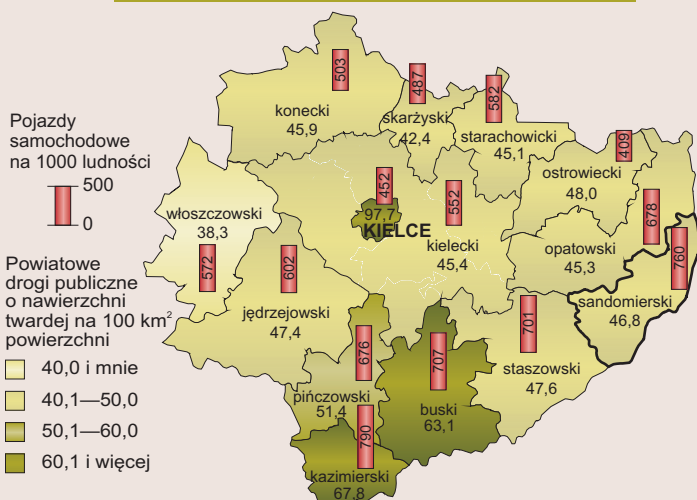 Pojazdy
samochodowe
na 1000 ludności
500
0
Powiatowe
drogi publiczne
o nawierzchni
twardej na 100 km²
powierzchni
40,0 i mnie
40,1—50,0
50,1—60,0
60,1 i więcej
503
konecki
45,9
487
skarżyski
42,4
582
starachowicki
45,1
409
ostrowiecki
48,0
włoszczowski
38,3
572
452
97,7
KIELCE
552
kielecki
45,4
678
opatowski
45,3
760
sandomierski
46,8
602
jędrzejowski
47,4
701
staszowski
47,6
676
pińczowski
51,4
707
buski
63,1
790
kazimierski
67,8